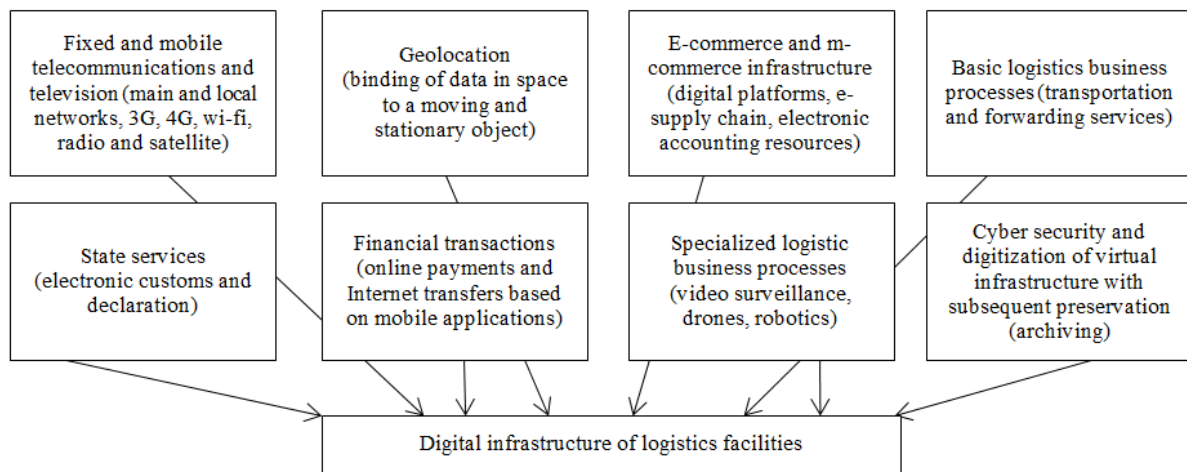 Fixed and mobile
telecommunications and
television (main and local
networks, 3G, 4G, wi-fi,
radio and satellite)
Geolocation
(binding of data in space
to a moving and
stationary object)
E-commerce and m-
commerce infrastructure
(digital platforms, e-
supply chain, electronic
accounting resources)
Basic logistics business
processes (transportation
and forwarding services)
State services
(electronic customs and
declaration)
Financial transactions
(online payments and
Internet transfers based
on mobile applications)
Specialized logistic
business processes
(video surveillance,
drones, robotics)
Cyber security and
digitization of virtual
infrastructure with
subsequent preservation
(archiving)
Digital infrastructure of logistics facilities